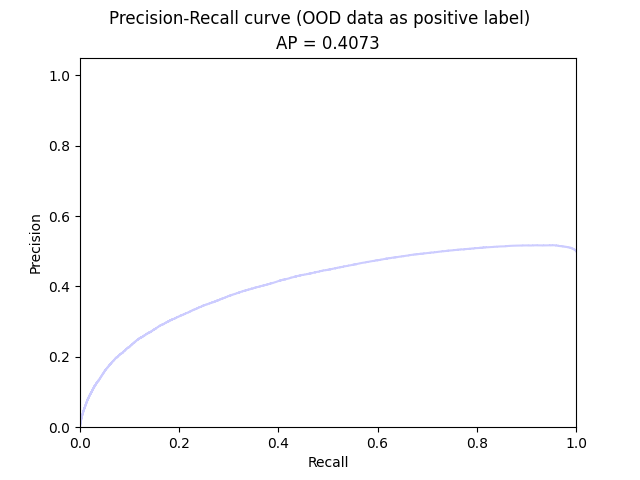 Precision-Recall curve (OOD data as positive label)
AP = 0.4073
1.0
0.8
0.6
0.4
0.2
0.0
Precision
0.0 0.2 0.4 0.6 0.8 1.0
Recall